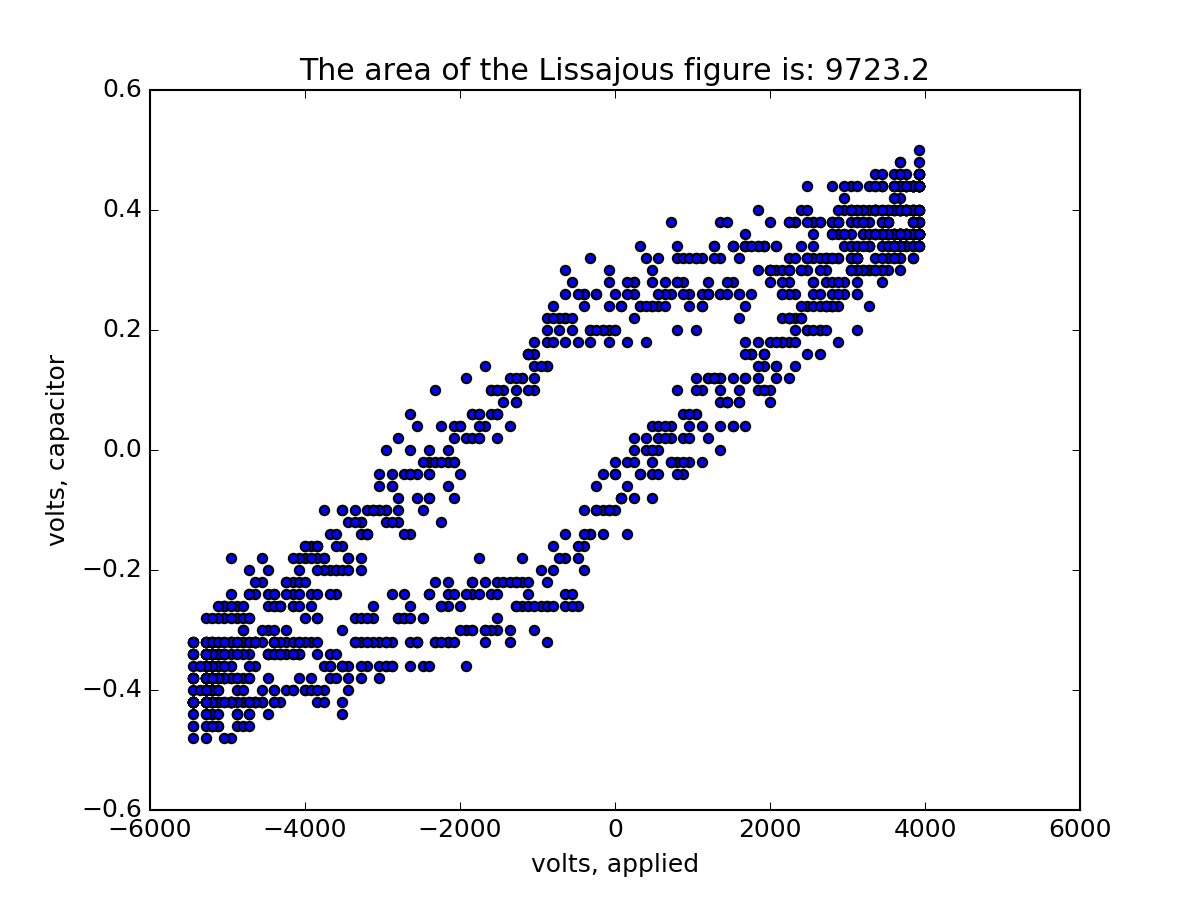 The area of the Lissajous figure is: 9723.2
0.6
0.4
0.2
0.0
−0.2
−0.4
−0.6
volts, capacitor
−6000 −4000 −2000 0 2000 4000 6000
volts, applied